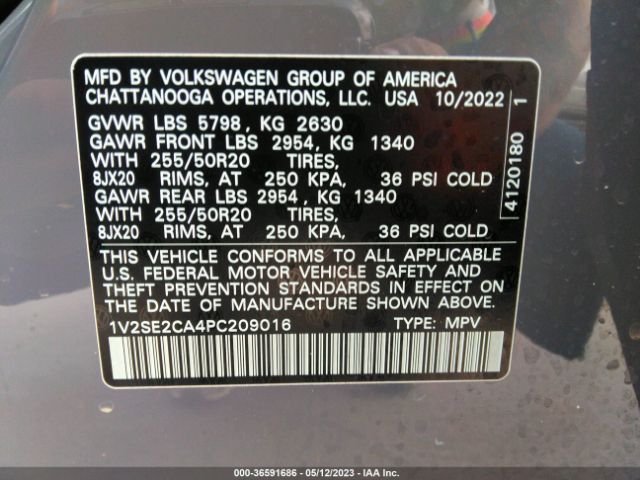 MFD BY VOLKSWAGEN GROUP OF AMERICA
CHATTANOOGA OPERATIONS, LLC. USA 10/2022
GVWR LBS 5798, KG 2630
GAWR FRONT LBS 2954, KG 1340
WITH 255/50R20 TIRES,
8JX20 RIMS, AT 250 KPA, 36 PSI COLD
GAWR REAR LBS 2954, KG 1340
WITH 255/50R20 TIRES,
8JX20 RIMS, AT 250 KPA, 36 PSI COLD
THIS VEHICLE CONFORMS TO ALL APPLICABLE
U.S. FEDERAL MOTOR VEHICLE SAFETY AND
THEFT PREVENTION STANDARDS IN EFFECT ON
THE DATE OF MANUFACTURE SHOWN ABOVE.
1V2SE2CA4PC209016 TYPE: MPV
4120180 1
000-36591686 - 05/12/2023 - IAAI.COM